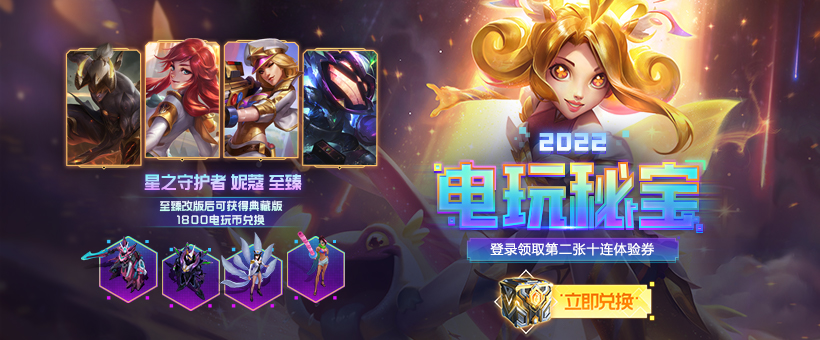 星之守护者 妮蔻 至臻
至臻改版后可获得典藏版
1800电玩币兑换
2022
电玩秘宝
登录领取第二张十连体验券
立即兑换